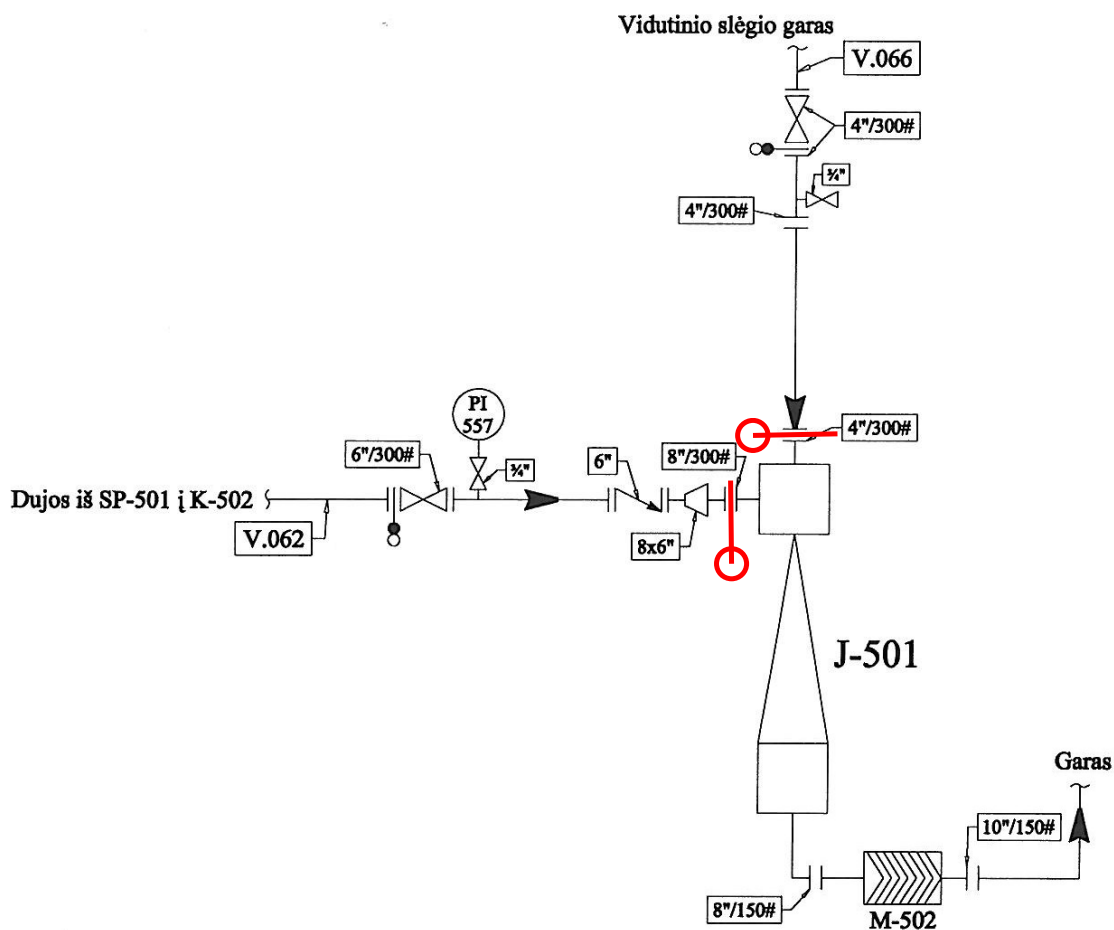 Vidutinio slėgio garas
V.066
4"/300#
¾"
4"/300#
PI
557
4"/300#
6"/300#
8"/300#
6"
¾"
Dujos iš SP-501 į K-502
V.062
8x6"
J-501
Garas
10"/150#
8"/150#
M-502